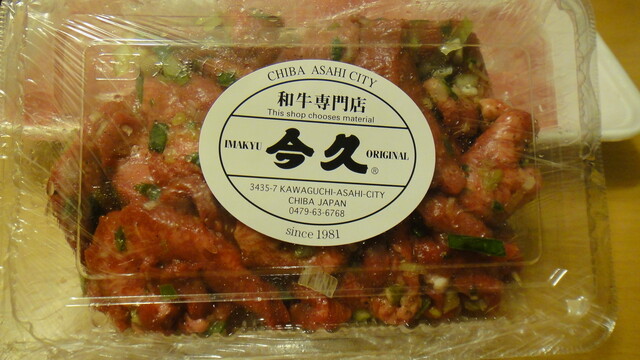 CHIBA ASAHI CITY
和牛専門店
This shop chooses material
IMAKYU 今久 ORIGINAL
®
3435-7 KAWAGUCHI-ASAHI-CITY
CHIBA JAPAN
0479-63-6768
since 1981